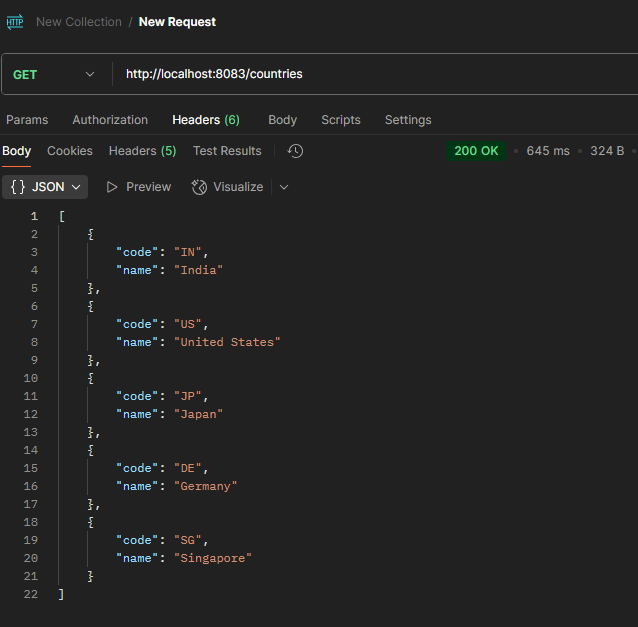 HTTP New Collection / New Request
GET http://localhost:8083/countries
Params Authorization Headers (6) Body Scripts Settings
Body Cookies Headers (5) Test Results 200 OK • 645 ms • 324 B •
{} JSON Preview Visualize
1 [
2 {
3 "code": "IN",
4 "name": "India"
5 },
6 {
7 "code": "US",
8 "name": "United States"
9 },
10 {
11 "code": "JP",
12 "name": "Japan"
13 },
14 {
15 "code": "DE",
16 "name": "Germany"
17 },
18 {
19 "code": "SG",
20 "name": "Singapore"
21 }
22 ]